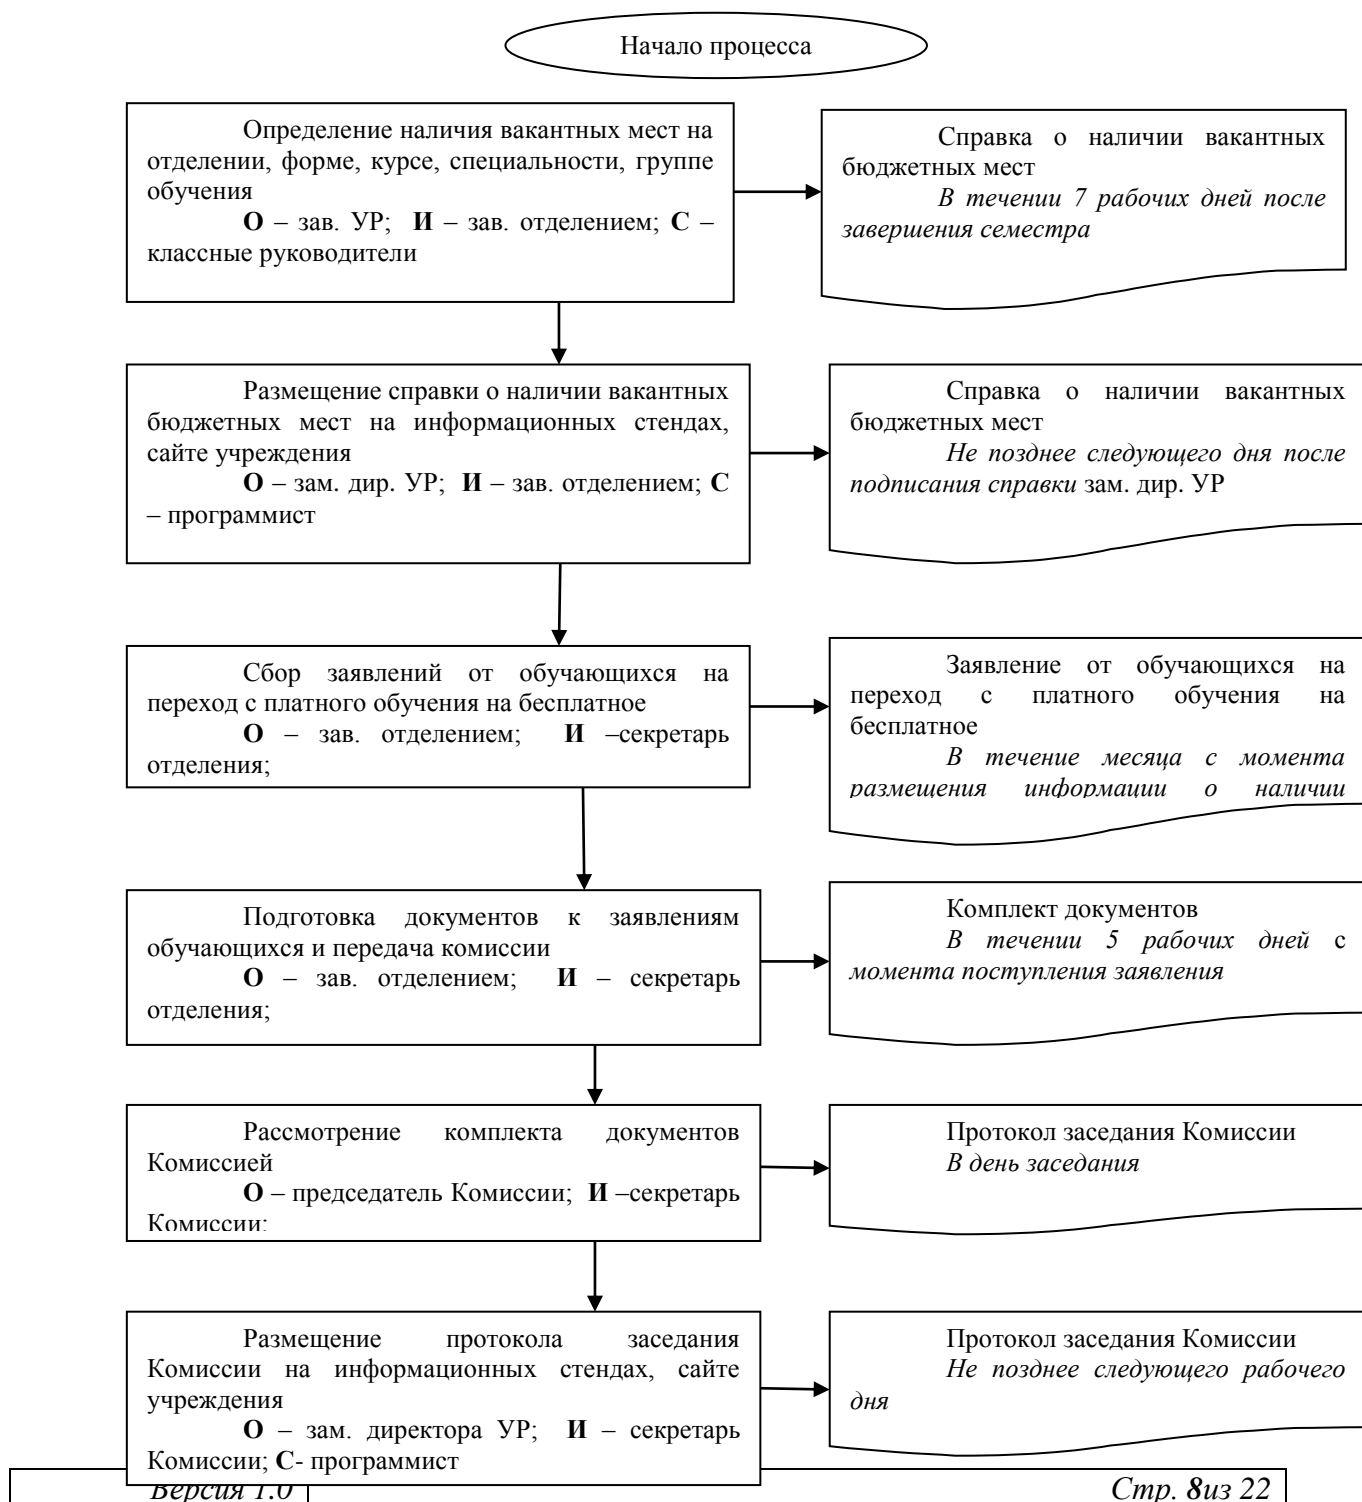 Начало процесса
Определение наличия вакантных мест на
отделении, форме, курсе, специальности, группе
обучения
О – зав. УР; И – зав. отделением; С –
классные руководители
Справка о наличии вакантных
бюджетных мест
В течении 7 рабочих дней после
завершения семестра
Размещение справки о наличии вакантных
бюджетных мест на информационных стендах,
сайте учреждения
О – зам. дир. УР; И – зав. отделением; С
– программист
Справка о наличии вакантных
бюджетных мест
Не позднее следующего дня после
подписания справки зам. дир. УР
Сбор заявлений от обучающихся на
переход с платного обучения на бесплатное
О – зав. отделением; И –секретарь
отделения;
Заявление от обучающихся на
переход с платного обучения на
бесплатное
В течение месяца с момента
размещения информации о наличии
Подготовка документов к заявлениям
обучающихся и передача комиссии
О – зав. отделением; И – секретарь
отделения;
Комплект документов
В течении 5 рабочих дней с
момента поступления заявления
Рассмотрение комплекта документов
Комиссией
О – председатель Комиссии; И –секретарь
Комиссии;
Протокол заседания Комиссии
В день заседания
Размещение протокола заседания
Комиссии на информационных стендах, сайте
учреждения
О – зам. директора УР; И – секретарь
Комиссии; С- программист
Протокол заседания Комиссии
Не позднее следующего рабочего
дня
Версия 1.0
Стр. 8из 22